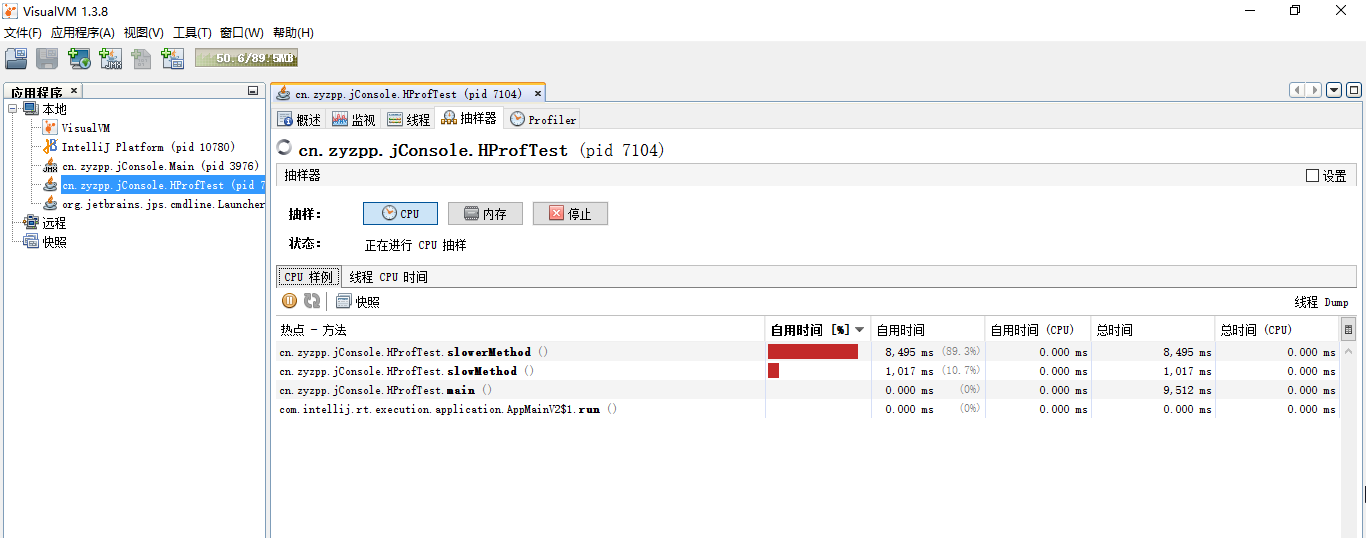 VisualVM 1.3.8
文件(F) 应用程序(A) 视图(V) 工具(T) 窗口(W) 帮助(H)
JMX
50.6/89.5MB
应用程序 ×
本地
VisualVM
IntelliJ Platform (pid 10780)
JMX cn.zyzpp.jConsole.Main (pid 3976)
cn.zyzpp.jConsole.HProfTest (pid 7
org.jetbrains.jps.cmdline.Launcher
远程
快照
cn.zyzpp.jConsole.HProfTest (pid 7104) ×
概述 监视 线程 抽样器 Profiler
cn.zyzpp.jConsole.HProfTest (pid 7104)
抽样器 设置
抽样: CPU 内存 停止
状态: 正在进行 CPU 抽样
CPU 样例 线程 CPU 时间
快照 线程 Dump
热点 - 方法 自用时间 [%] 自用时间 自用时间 (CPU) 总时间 总时间 (CPU)
cn.zyzpp.jConsole.HProfTest.slowerMethod () 8,495 ms (89.3%) 0.000 ms 8,495 ms 0.000 ms
cn.zyzpp.jConsole.HProfTest.slowMethod () 1,017 ms (10.7%) 0.000 ms 1,017 ms 0.000 ms
cn.zyzpp.jConsole.HProfTest.main () 0.000 ms (0%) 0.000 ms 9,512 ms 0.000 ms
com.intellij.rt.execution.application.AppMainV2$1.run () 0.000 ms (0%) 0.000 ms 0.000 ms 0.000 ms